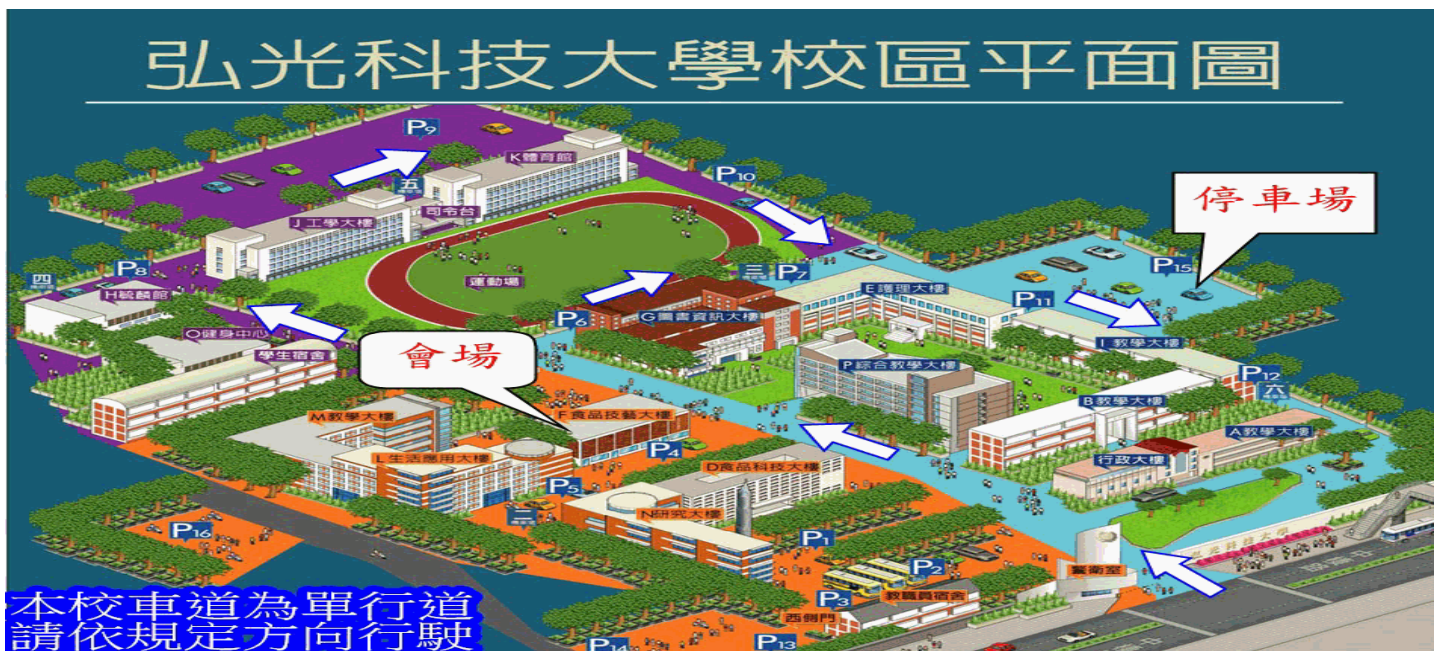 弘光科技大學校區平面圖
P9
K體育館
五
P10
停車場
J工學大樓
司令台
四
P8
運動場
三
P7
P15
H毓麟館
E護理大樓
P11
Q健身中心
P6
G圖書資訊大樓
I教學大樓
學生宿舍
會場
P綜合教學大樓
P12
六
M教學大樓
F食品技藝大樓
B教學大樓
A教學大樓
L生活應用大樓
P4
D食品科技大樓
行政大樓
P5
二
N研究大樓
P16
P1
弘光科技大學
P2
警衛室
教職員宿舍
P3
西側門
P14
P13
本校車道為單行道
請依規定方向行駛